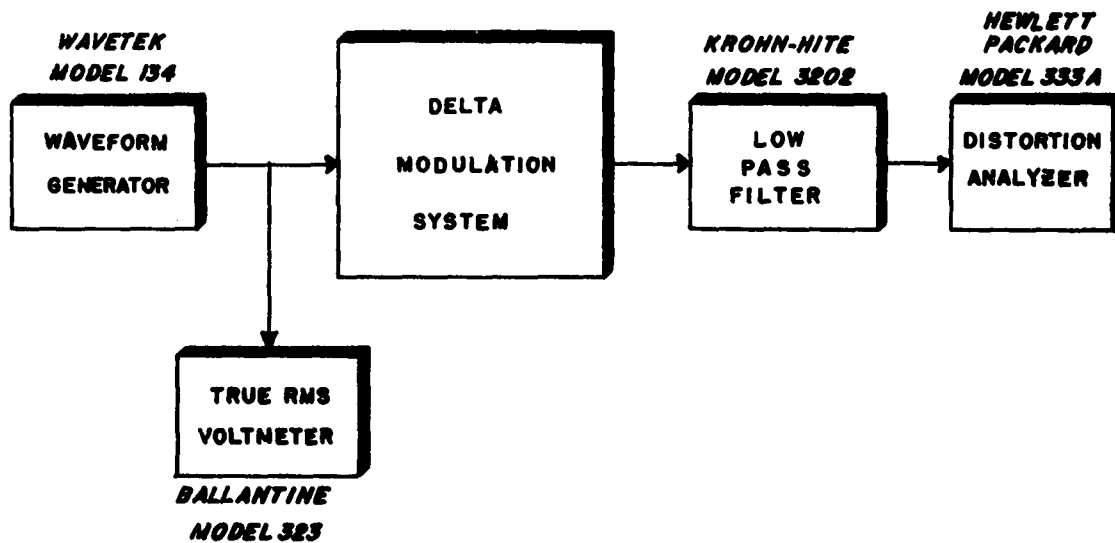 WAVETEK
MODEL 134
WAVEFORM
GENERATOR
DELTA
MODULATION
SYSTEM
KROHN-HITE
MODEL 3202
LOW
PASS
FILTER
HEWLETT
PACKARD
MODEL 333A
DISTORTION
ANALYZER
TRUE RMS
VOLTMETER
BALLANTINE
MODEL 323